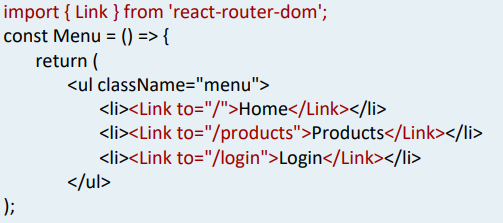 import { Link } from 'react-router-dom';
const Menu = () => {
return (
<ul className="menu">
<li><Link to="/">Home</Link></li>
<li><Link to="/products">Products</Link></li>
<li><Link to="/login">Login</Link></li>
</ul>
);